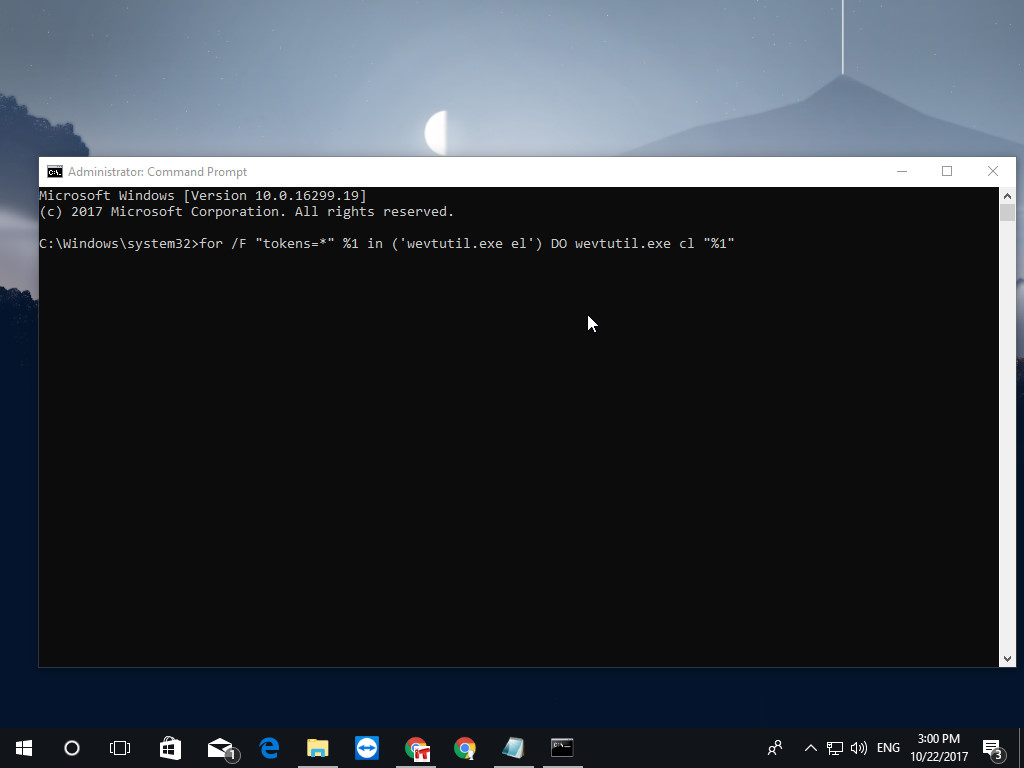 Administrator: Command Prompt
Microsoft Windows [Version 10.0.16299.19]
(c) 2017 Microsoft Corporation. All rights reserved.
C:\Windows\system32>for /F "tokens=*" %1 in ('wevtutil.exe el') DO wevtutil.exe cl "%1"
1
ENG
3:00 PM
10/22/2017
3